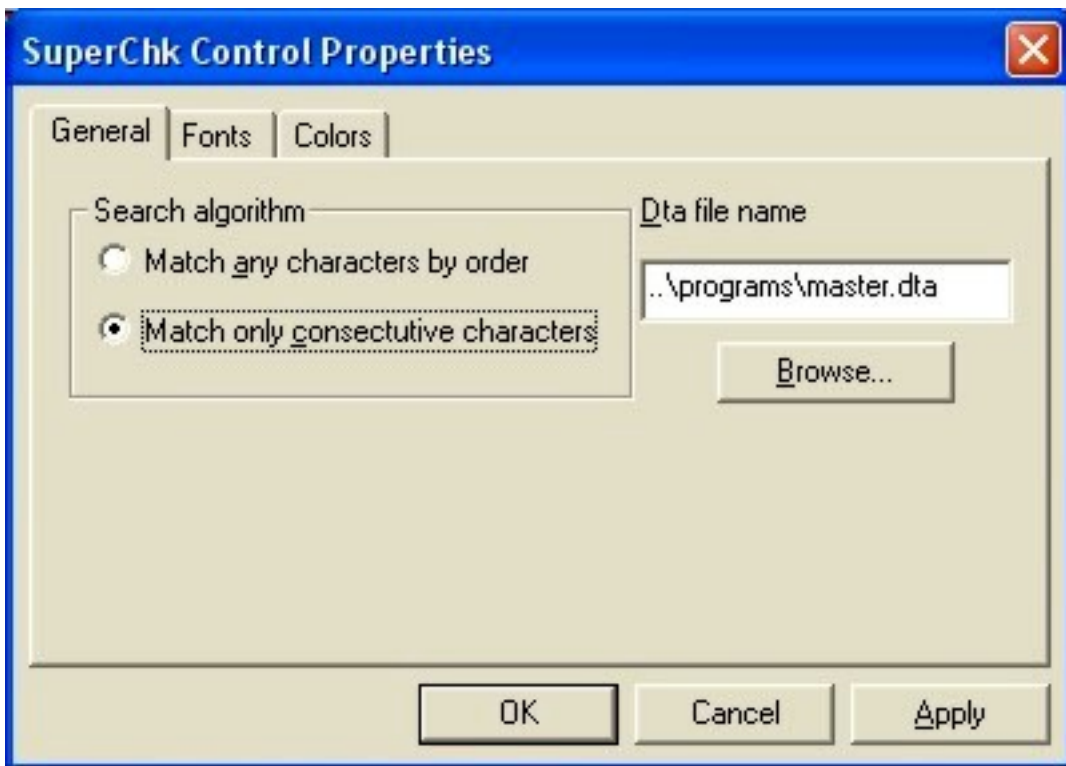 SuperChk Control Properties
General Fonts Colors
Search algorithm
Match any characters by order
Match only consectutive characters
Dta file name
..\programs\master.dta
Browse...
OK Cancel Apply